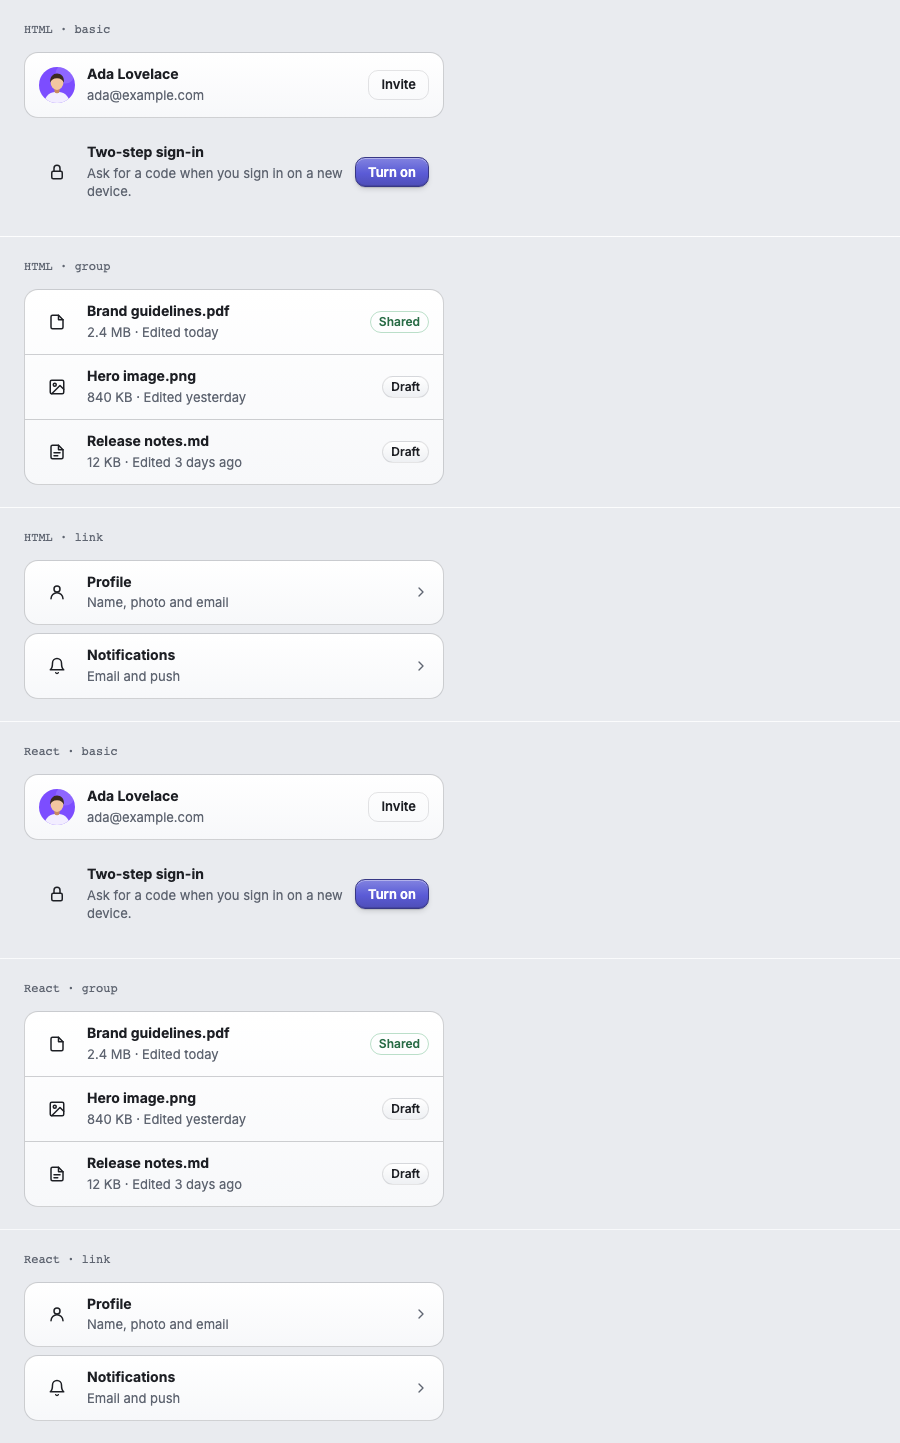 HTML · basic
Ada Lovelace
ada@example.com
Invite
Two-step sign-in
Ask for a code when you sign in on a new
device.
Turn on
HTML · group
Brand guidelines.pdf
2.4 MB · Edited today
Shared
Hero image.png
840 KB · Edited yesterday
Draft
Release notes.md
12 KB · Edited 3 days ago
Draft
HTML · link
Profile
Name, photo and email
Notifications
Email and push
React · basic
Ada Lovelace
ada@example.com
Invite
Two-step sign-in
Ask for a code when you sign in on a new
device.
Turn on
React · group
Brand guidelines.pdf
2.4 MB · Edited today
Shared
Hero image.png
840 KB · Edited yesterday
Draft
Release notes.md
12 KB · Edited 3 days ago
Draft
React · link
Profile
Name, photo and email
Notifications
Email and push